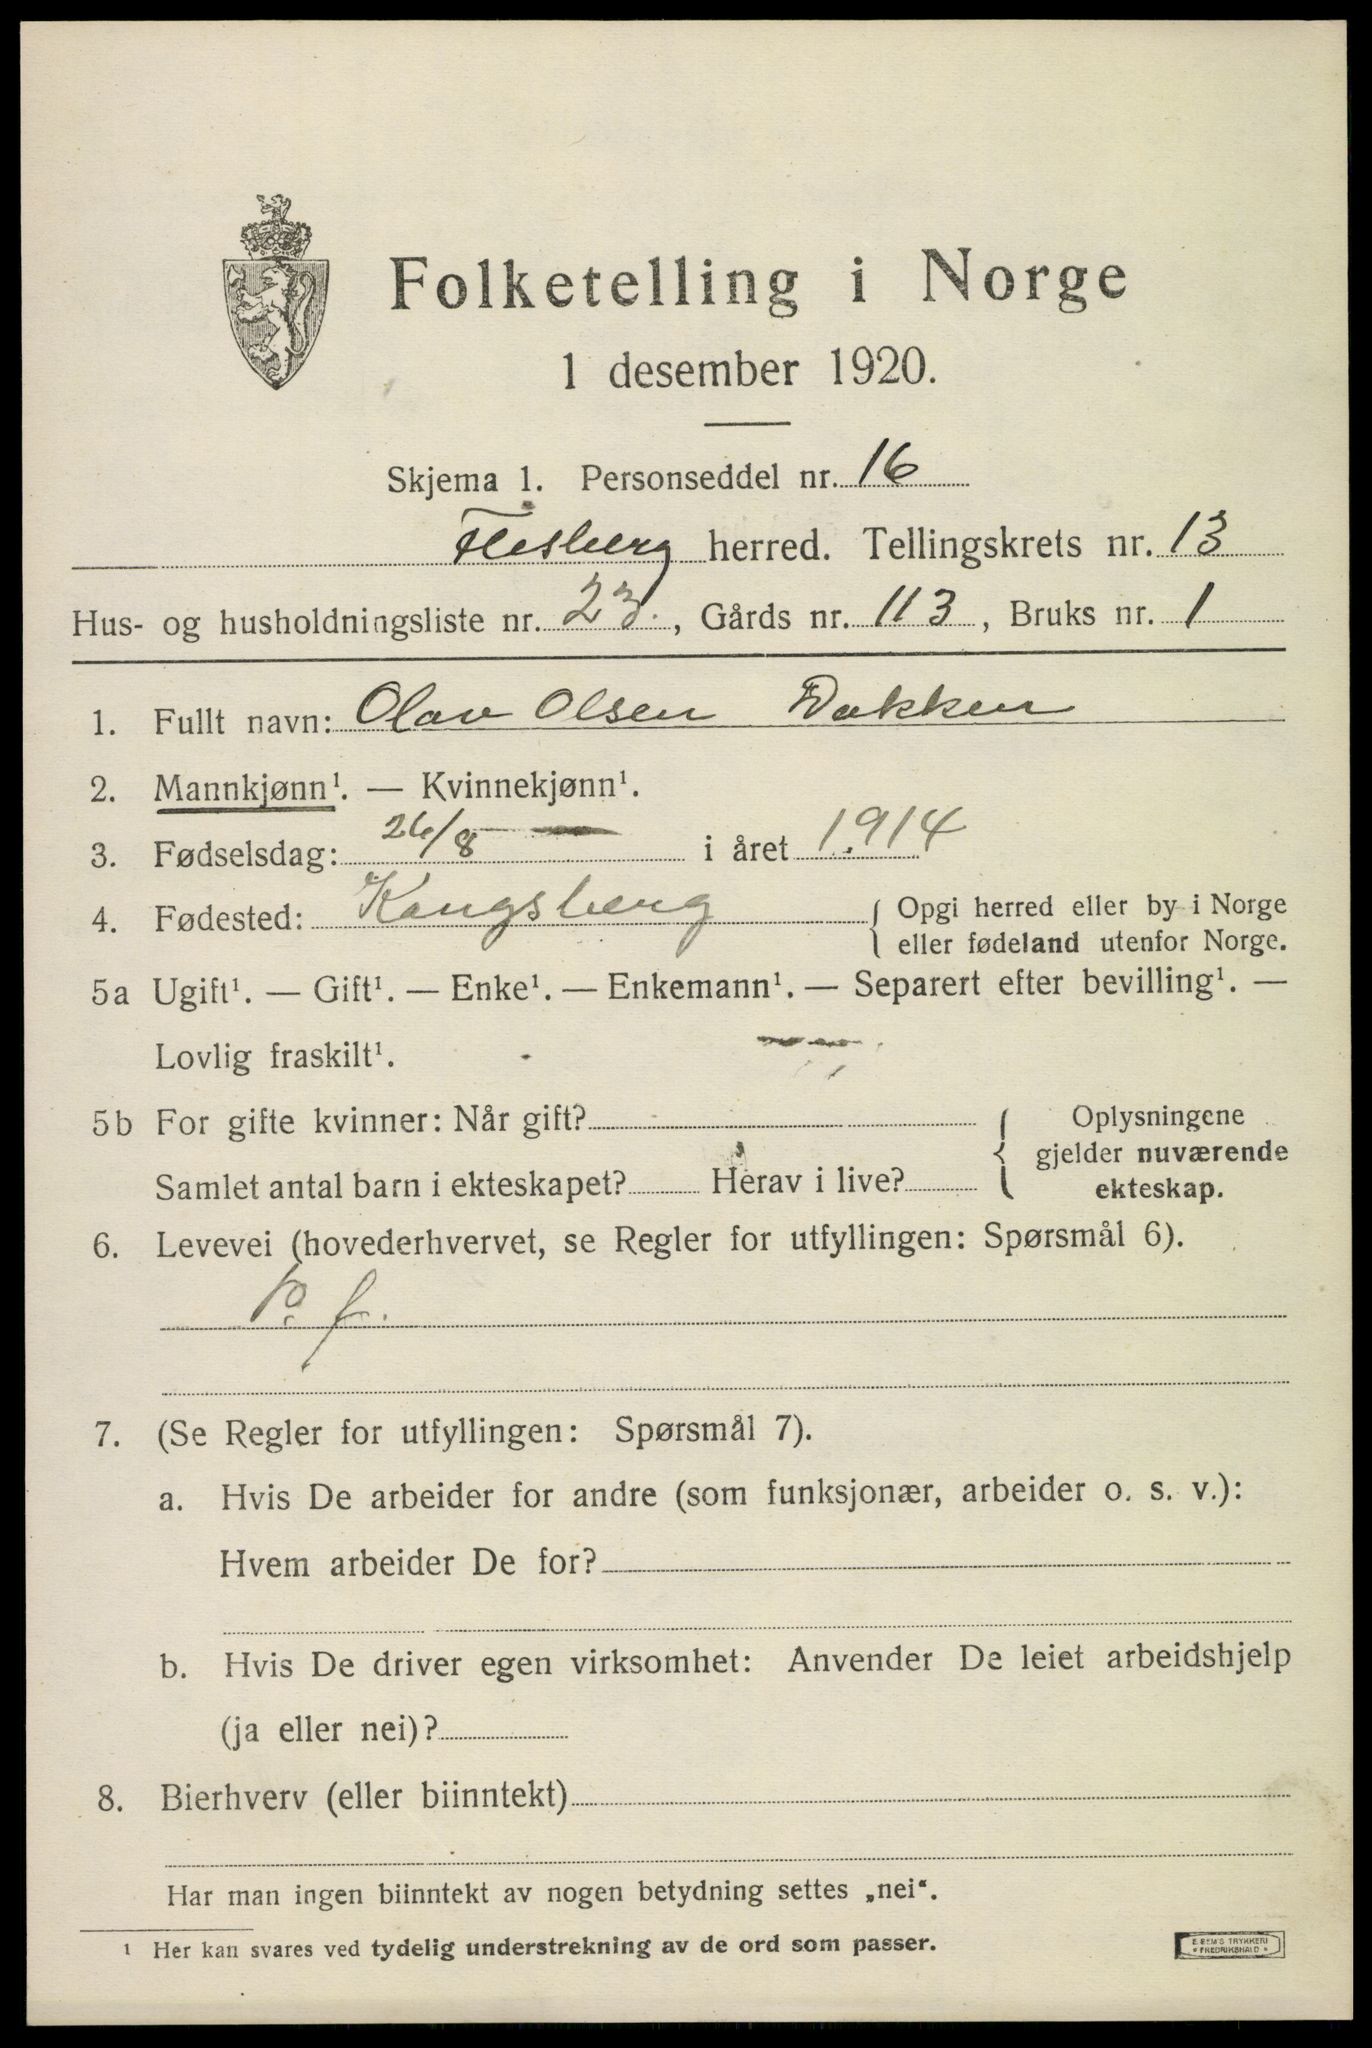 Folketelling i Norge
1 desember 1920.
Skjema 1. Personseddel nr. 16
Flesberg herred. Tellingskrets nr. 13
Hus- og husholdningsliste nr. 23. , Gårds nr. 113 , Bruks nr. 1
1. Fullt navn: Olav Olsen Dokken
2. Mannkjønn¹. — Kvinnekjønn¹.
3. Fødselsdag: 26/8 i året 1914
4. Fødested: Kongsberg { Opgi herred eller by i Norge
eller fødeland utenfor Norge.
5a Ugift¹. — Gift¹. — Enke¹. — Enkemann¹. — Separert efter bevilling¹. —
Lovlig fraskilt¹.
5b For gifte kvinner: Når gift? { Oplysningene
gjelder nuværende
Samlet antal barn i ekteskapet? Herav i live? ekteskap.
6. Levevei (hovederhvervet, se Regler for utfyllingen: Spørsmål 6).
7. (Se Regler for utfyllingen: Spørsmål 7).
a. Hvis De arbeider for andre (som funksjonær, arbeider o. s. v.):
Hvem arbeider De for?
b. Hvis De driver egen virksomhet: Anvender De leiet arbeidshjelp
(ja eller nei)?
8. Bierhverv (eller biinntekt)
Har man ingen biinntekt av nogen betydning settes „nei“.
¹ Her kan svares ved tydelig understrekning av de ord som passer.
E. SEM'S TRYKKERI
* FREDRIKSHALD *